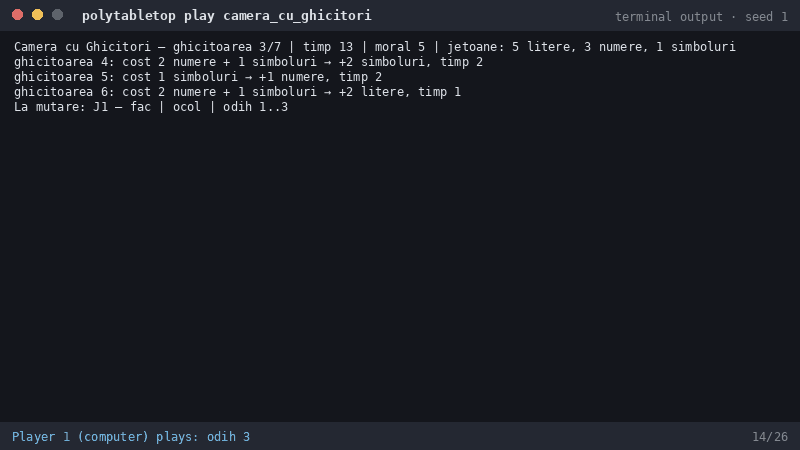 polytabletop play camera_cu_ghicitori
terminal output · seed 1
Camera cu Ghicitori — ghicitoarea 3/7 | timp 13 | moral 5 | jetoane: 5 litere, 3 numere, 1 simboluri
ghicitoarea 4: cost 2 numere + 1 simboluri → +2 simboluri, timp 2
ghicitoarea 5: cost 1 simboluri → +1 numere, timp 2
ghicitoarea 6: cost 2 numere + 1 simboluri → +2 litere, timp 1
La mutare: J1 — fac | ocol | odih 1..3
Player 1 (computer) plays: odih 3
14/26